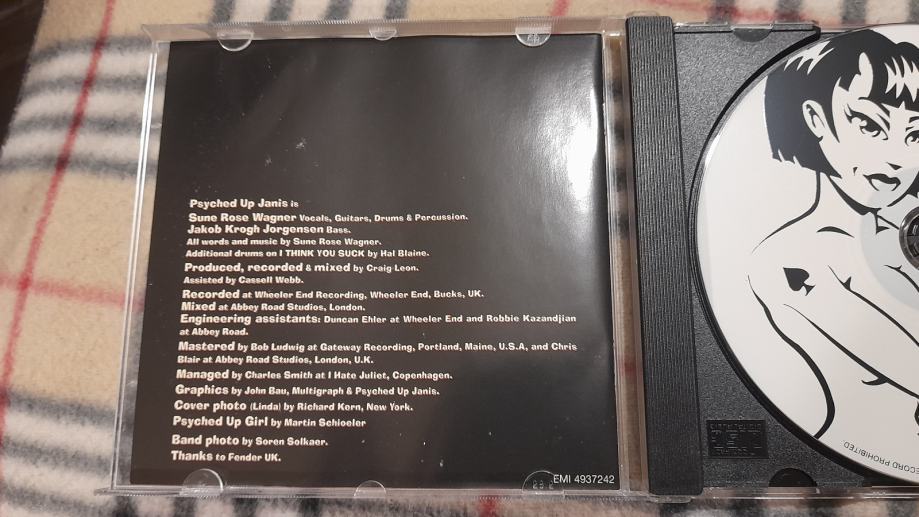 Psyched Up Janis is
Sune Rose Wagner Vocals, Guitars, Drums & Percussion.
Jakob Krogh Jorgensen Bass.
All words and music by Sune Rose Wagner.
Additional drums on I THINK YOU SUCK by Hal Blaine.
Produced, recorded & mixed by Craig Leon.
Assisted by Cassell Webb.
Recorded at Wheeler End Recording, Wheeler End, Bucks, UK.
Mixed at Abbey Road Studios, London.
Engineering assistants: Duncan Ehler at Wheeler End and Robbie Kazandjian
at Abbey Road.
Mastered by Bob Ludwig at Gateway Recording, Portland, Maine, U.S.A, and Chris
Blair at Abbey Road Studios, London, U.K.
Managed by Charles Smith at I Hate Juliet, Copenhagen.
Graphics by John Bau, Multigraph & Psyched Up Janis.
Cover photo (Linda) by Richard Kern, New York.
Psyched Up Girl by Martin Schioeler
Band photo by Soren Solkaer.
Thanks to Fender UK.
EMI 4937242
RECORD PROHIBITED